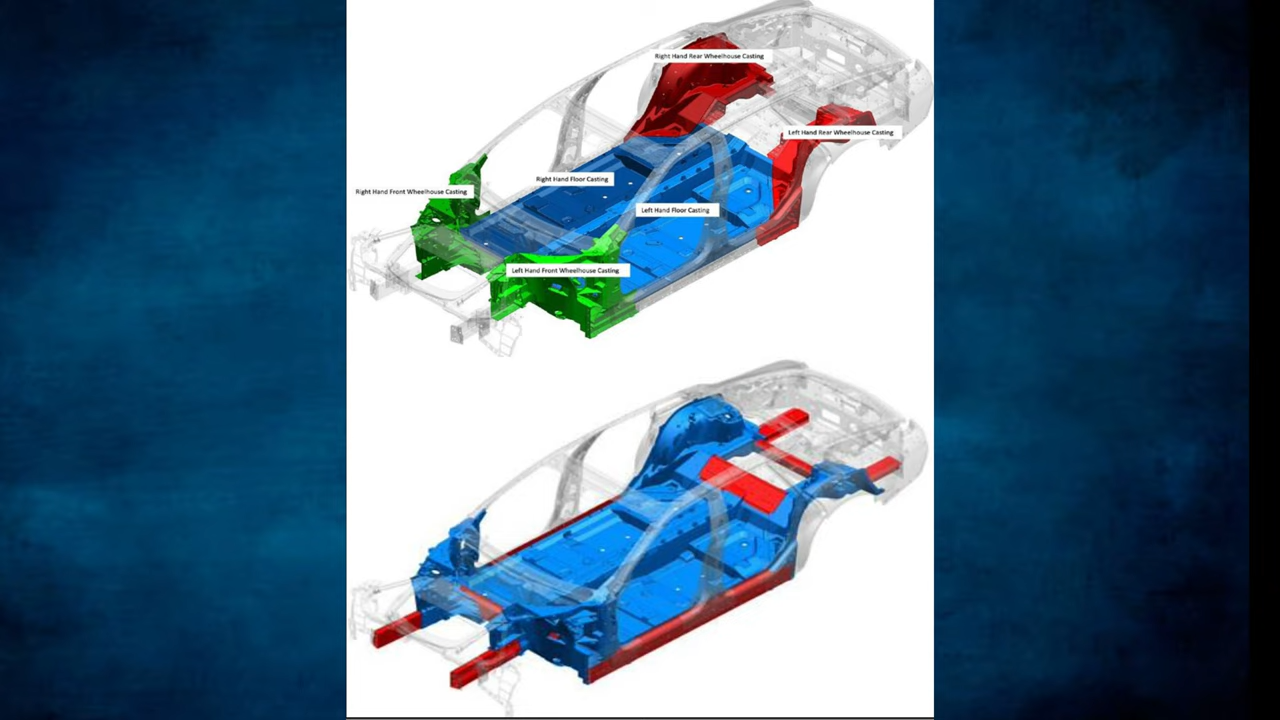 Right Hand Rear Wheelhouse Casting
Left Hand Rear Wheelhouse Casting
Right Hand Floor Casting
Right Hand Front Wheelhouse Casting
Left Hand Floor Casting
Left Hand Front Wheelhouse Casting